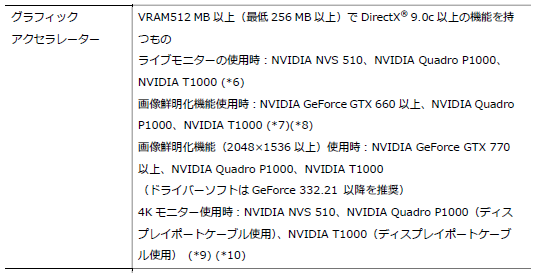 グラフィック
アクセラレーター
VRAM512 MB 以上（最低 256 MB 以上）で DirectX® 9.0c 以上の機能を持
つもの
ライブモニターの使用時：NVIDIA NVS 510、NVIDIA Quadro P1000、
NVIDIA T1000 (*6)
画像鮮明化機能使用時：NVIDIA GeForce GTX 660 以上、NVIDIA Quadro
P1000、NVIDIA T1000 (*7)(*8)
画像鮮明化機能（2048×1536 以上）使用時：NVIDIA GeForce GTX 770
以上、NVIDIA Quadro P1000、NVIDIA T1000
（ドライバーソフトは GeForce 332.21 以降を推奨）
4K モニター使用時：NVIDIA NVS 510、NVIDIA Quadro P1000（ディス
プレイポートケーブル使用）、NVIDIA T1000（ディスプレイポートケーブ
ル使用） (*9) (*10)